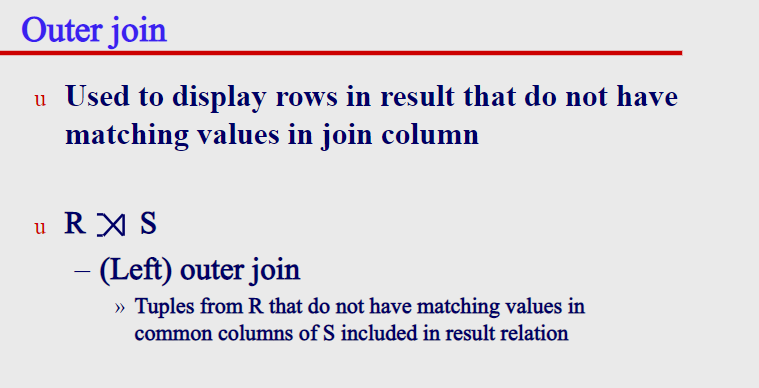 Outer join
u Used to display rows in result that do not have
matching values in join column
u R ⟕ S
– (Left) outer join
» Tuples from R that do not have matching values in
common columns of S included in result relation